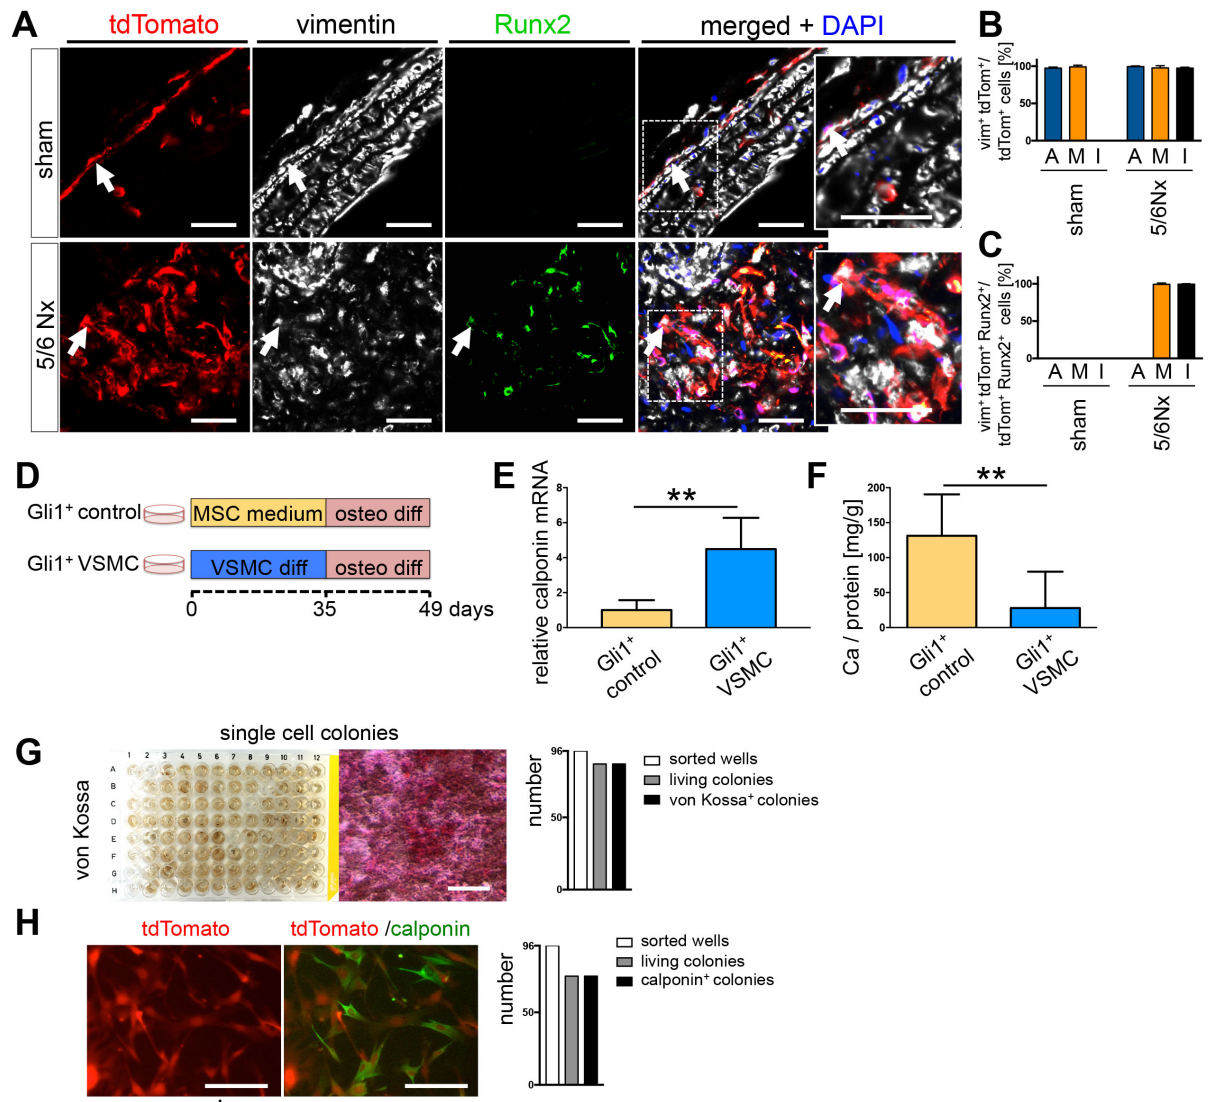 A
tdTomato
vimentin
Runx2
merged + DAPI
sham
5/6 Nx
B
vim⁺ tdTom⁺/
tdTom⁺ cells [%]
100
50
0
A M I
A M I
sham
5/6Nx
C
vim⁺ tdTom⁺ Runx2⁺/
tdTom⁺ Runx2⁺ cells [%]
100
50
0
A M I
A M I
sham
5/6Nx
D
Gli1⁺ control
MSC medium
osteo diff
Gli1⁺ VSMC
VSMC diff
osteo diff
0
35
49 days
E
relative calponin mRNA
8
6
4
2
0
**
Gli1⁺
control
Gli1⁺
VSMC
F
Ca / protein [mg/g]
200
150
100
50
0
**
Gli1⁺
control
Gli1⁺
VSMC
G
single cell colonies
von Kossa
1 2 3 4 5 6 7 8 9 10 11 12
A
B
C
D
E
F
G
H
number
96
50
0
sorted wells
living colonies
von Kossa⁺ colonies
H
tdTomato
tdTomato /calponin
number
96
50
0
sorted wells
living colonies
calponin⁺ colonies